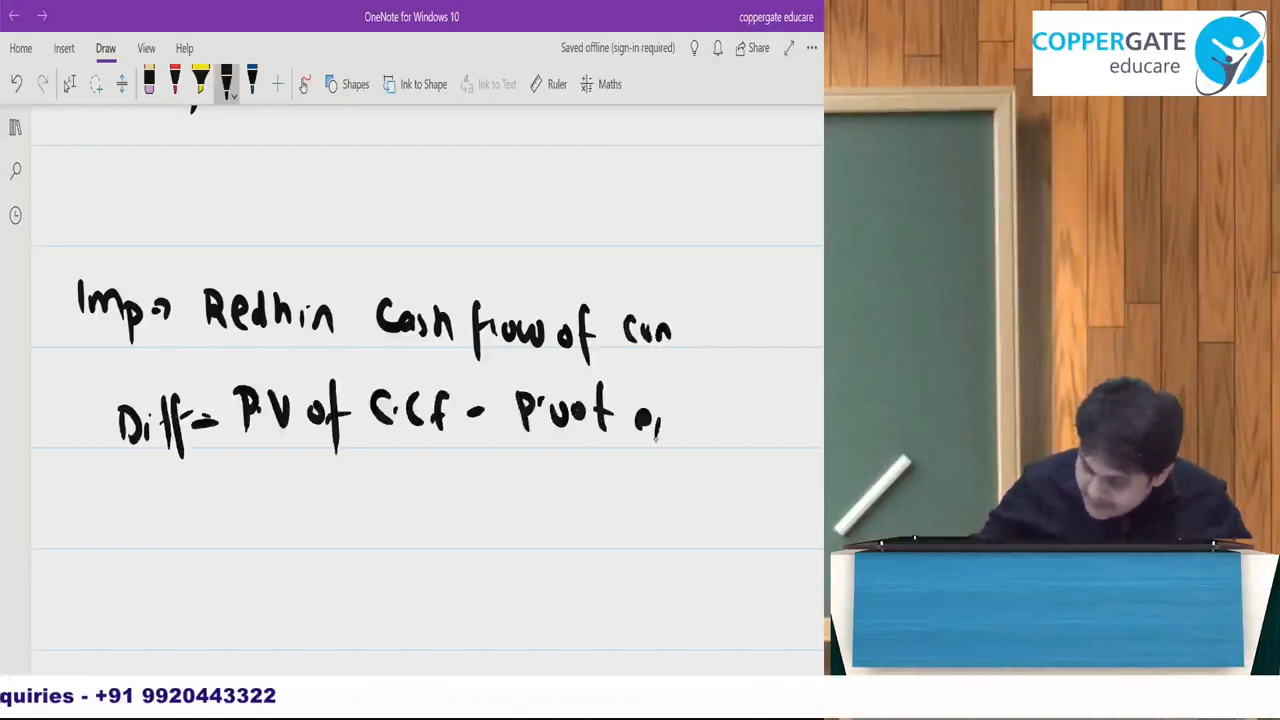 OneNote for Windows 10
coppergate educare
Home Insert Draw View Help
Saved offline (sign-in required)
Share
Shapes
Ink to Shape
Ink to Text
Ruler
Maths
COPPERGATE
educare
Imp → Redhin Cash flow of con
Diff = P.V of C.Cf - P.V of
quiries - +91 9920443322